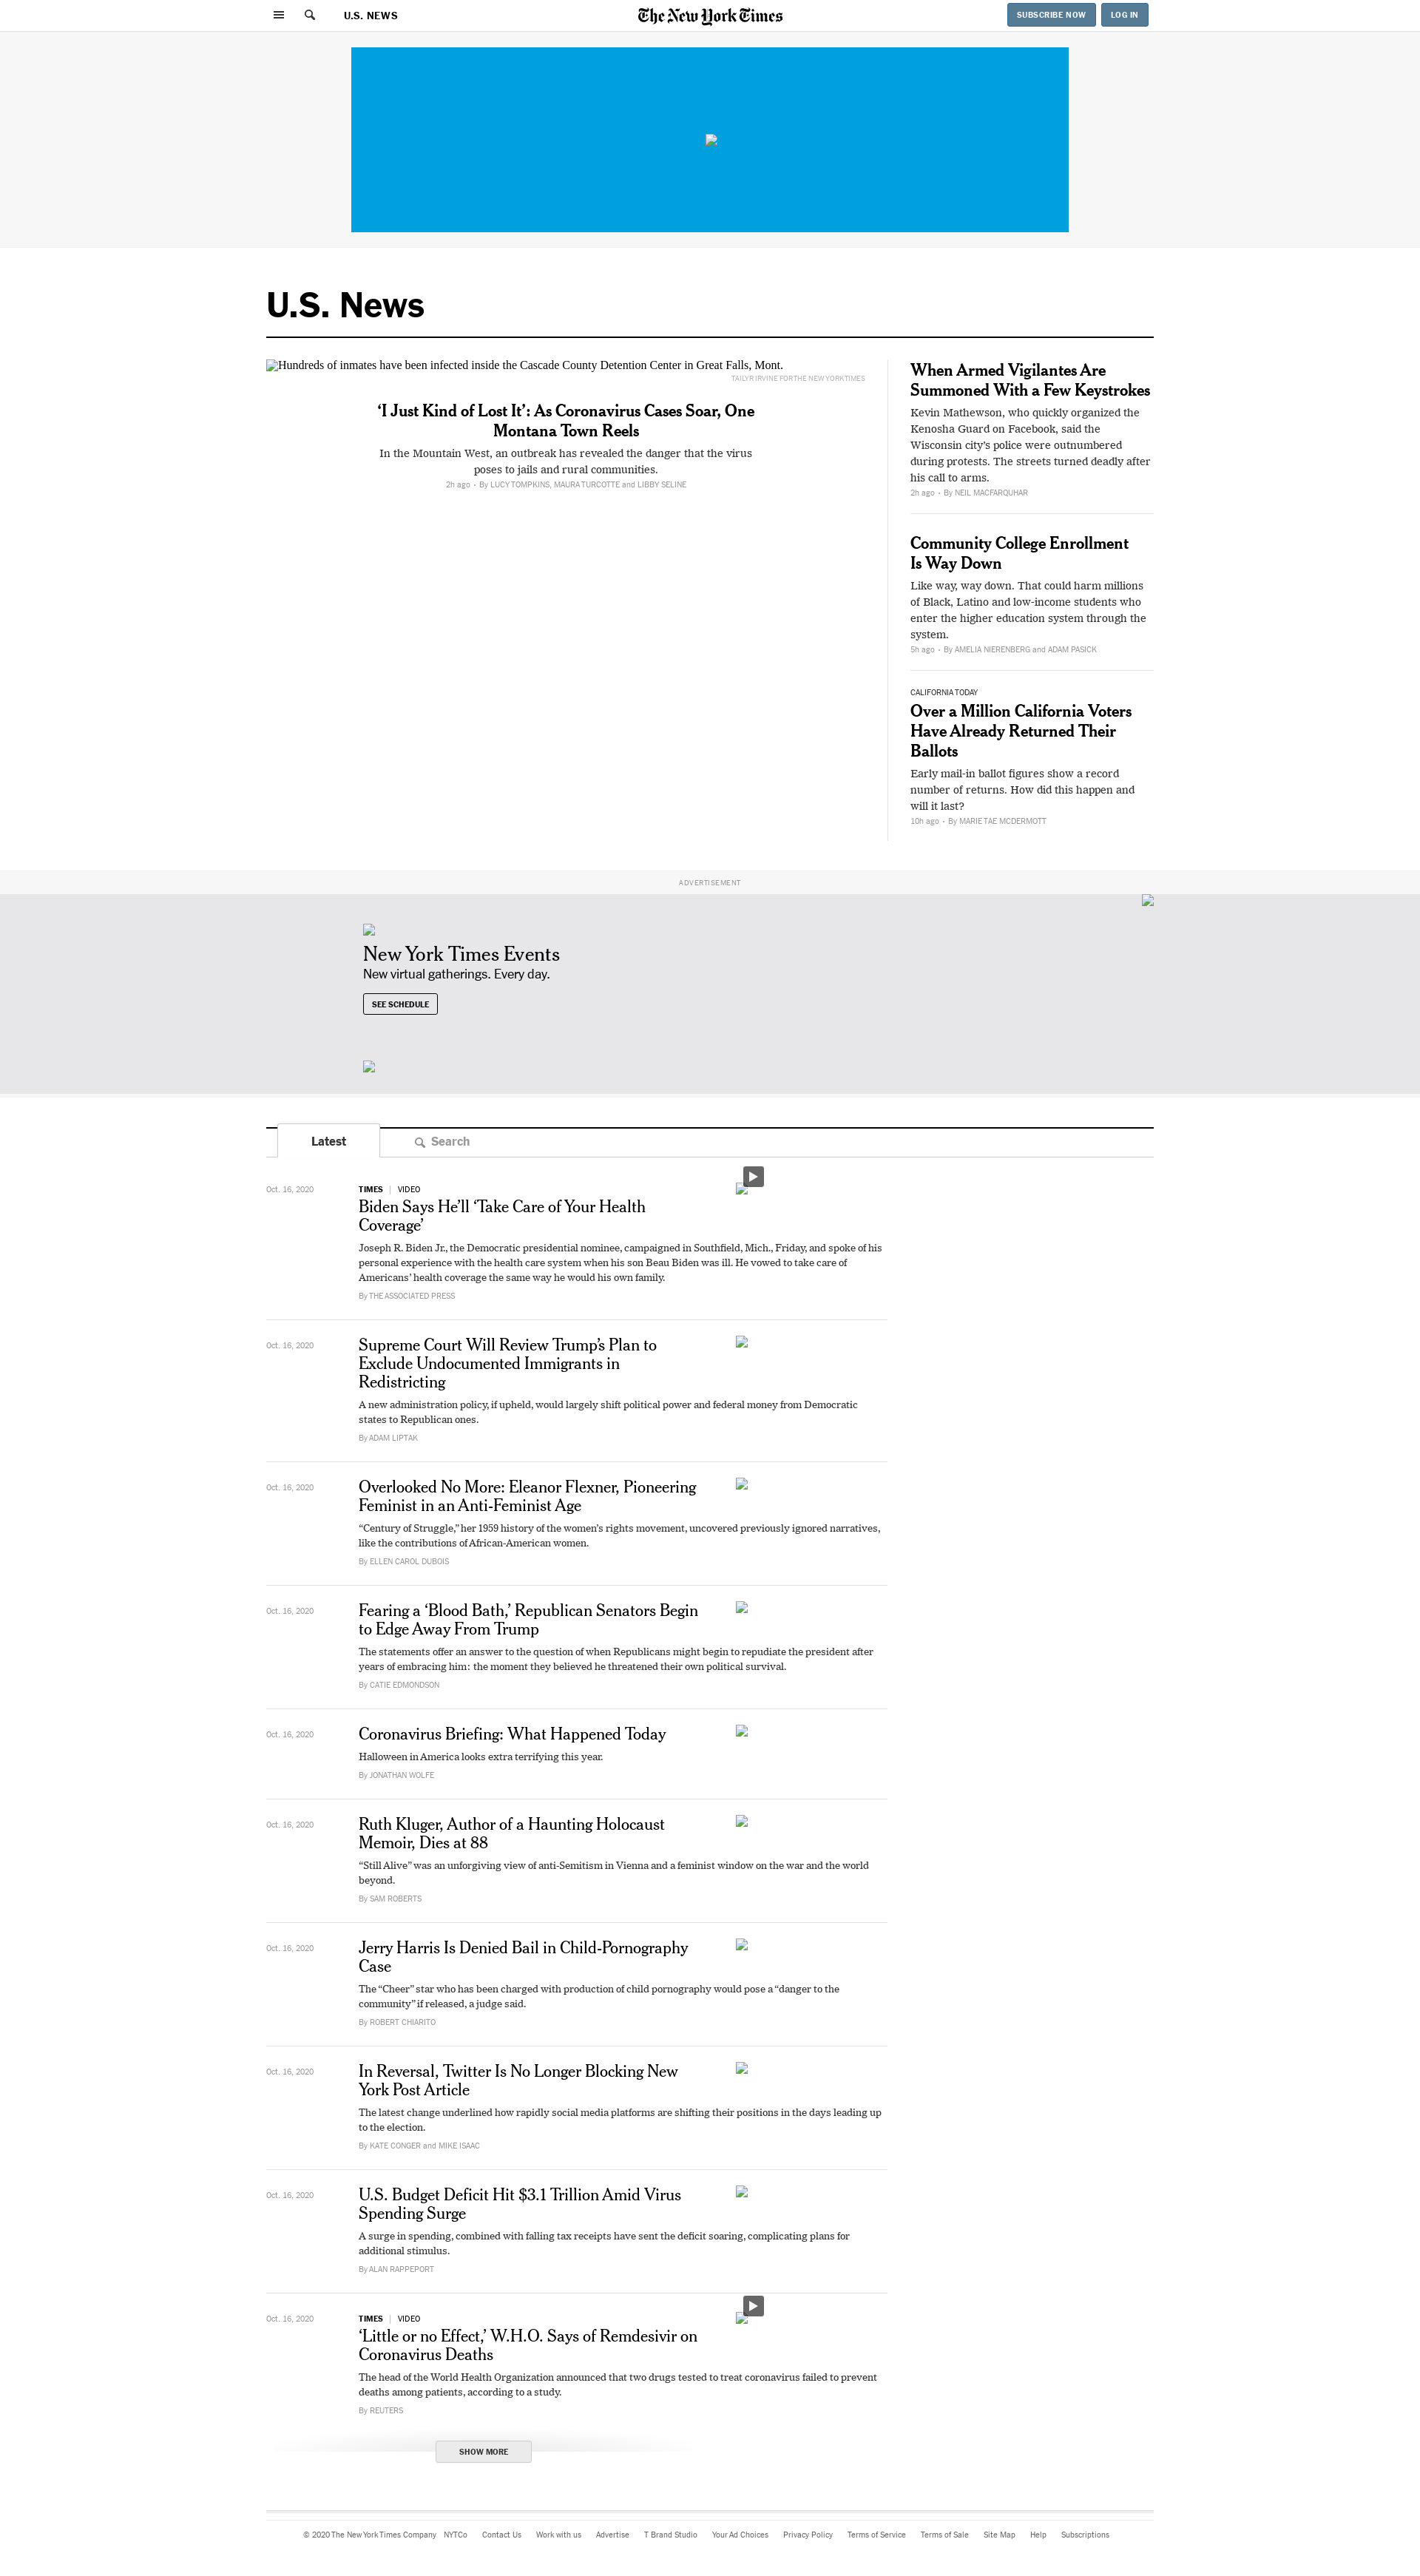 U.S. NEWS
The New York Times
SUBSCRIBE NOW
LOG IN
U.S. News
Hundreds of inmates have been infected inside the Cascade County Detention Center in Great Falls, Mont.
TAILYR IRVINE FOR THE NEW YORK TIMES
‘I Just Kind of Lost It’: As Coronavirus Cases Soar, One
Montana Town Reels
In the Mountain West, an outbreak has revealed the danger that the virus
poses to jails and rural communities.
2h ago • By LUCY TOMPKINS, MAURA TURCOTTE and LIBBY SELINE
When Armed Vigilantes Are
Summoned With a Few Keystrokes
Kevin Mathewson, who quickly organized the
Kenosha Guard on Facebook, said the
Wisconsin city’s police were outnumbered
during protests. The streets turned deadly after
his call to arms.
2h ago • By NEIL MACFARQUHAR
Community College Enrollment
Is Way Down
Like way, way down. That could harm millions
of Black, Latino and low-income students who
enter the higher education system through the
system.
5h ago • By AMELIA NIERENBERG and ADAM PASICK
CALIFORNIA TODAY
Over a Million California Voters
Have Already Returned Their
Ballots
Early mail-in ballot figures show a record
number of returns. How did this happen and
will it last?
10h ago • By MARIE TAE MCDERMOTT
ADVERTISEMENT
New York Times Events
New virtual gatherings. Every day.
SEE SCHEDULE
Latest
Search
Oct. 16, 2020
TIMES | VIDEO
Biden Says He’ll ‘Take Care of Your Health
Coverage’
Joseph R. Biden Jr., the Democratic presidential nominee, campaigned in Southfield, Mich., Friday, and spoke of his
personal experience with the health care system when his son Beau Biden was ill. He vowed to take care of
Americans’ health coverage the same way he would his own family.
By THE ASSOCIATED PRESS
Oct. 16, 2020
Supreme Court Will Review Trump’s Plan to
Exclude Undocumented Immigrants in
Redistricting
A new administration policy, if upheld, would largely shift political power and federal money from Democratic
states to Republican ones.
By ADAM LIPTAK
Oct. 16, 2020
Overlooked No More: Eleanor Flexner, Pioneering
Feminist in an Anti-Feminist Age
“Century of Struggle,” her 1959 history of the women’s rights movement, uncovered previously ignored narratives,
like the contributions of African-American women.
By ELLEN CAROL DUBOIS
Oct. 16, 2020
Fearing a ‘Blood Bath,’ Republican Senators Begin
to Edge Away From Trump
The statements offer an answer to the question of when Republicans might begin to repudiate the president after
years of embracing him: the moment they believed he threatened their own political survival.
By CATIE EDMONDSON
Oct. 16, 2020
Coronavirus Briefing: What Happened Today
Halloween in America looks extra terrifying this year.
By JONATHAN WOLFE
Oct. 16, 2020
Ruth Kluger, Author of a Haunting Holocaust
Memoir, Dies at 88
“Still Alive” was an unforgiving view of anti-Semitism in Vienna and a feminist window on the war and the world
beyond.
By SAM ROBERTS
Oct. 16, 2020
Jerry Harris Is Denied Bail in Child-Pornography
Case
The “Cheer” star who has been charged with production of child pornography would pose a “danger to the
community” if released, a judge said.
By ROBERT CHIARITO
Oct. 16, 2020
In Reversal, Twitter Is No Longer Blocking New
York Post Article
The latest change underlined how rapidly social media platforms are shifting their positions in the days leading up
to the election.
By KATE CONGER and MIKE ISAAC
Oct. 16, 2020
U.S. Budget Deficit Hit $3.1 Trillion Amid Virus
Spending Surge
A surge in spending, combined with falling tax receipts have sent the deficit soaring, complicating plans for
additional stimulus.
By ALAN RAPPEPORT
Oct. 16, 2020
TIMES | VIDEO
‘Little or no Effect,’ W.H.O. Says of Remdesivir on
Coronavirus Deaths
The head of the World Health Organization announced that two drugs tested to treat coronavirus failed to prevent
deaths among patients, according to a study.
By REUTERS
SHOW MORE
© 2020 The New York Times Company NYTCo Contact Us Work with us Advertise T Brand Studio Your Ad Choices Privacy Policy Terms of Service Terms of Sale Site Map Help Subscriptions